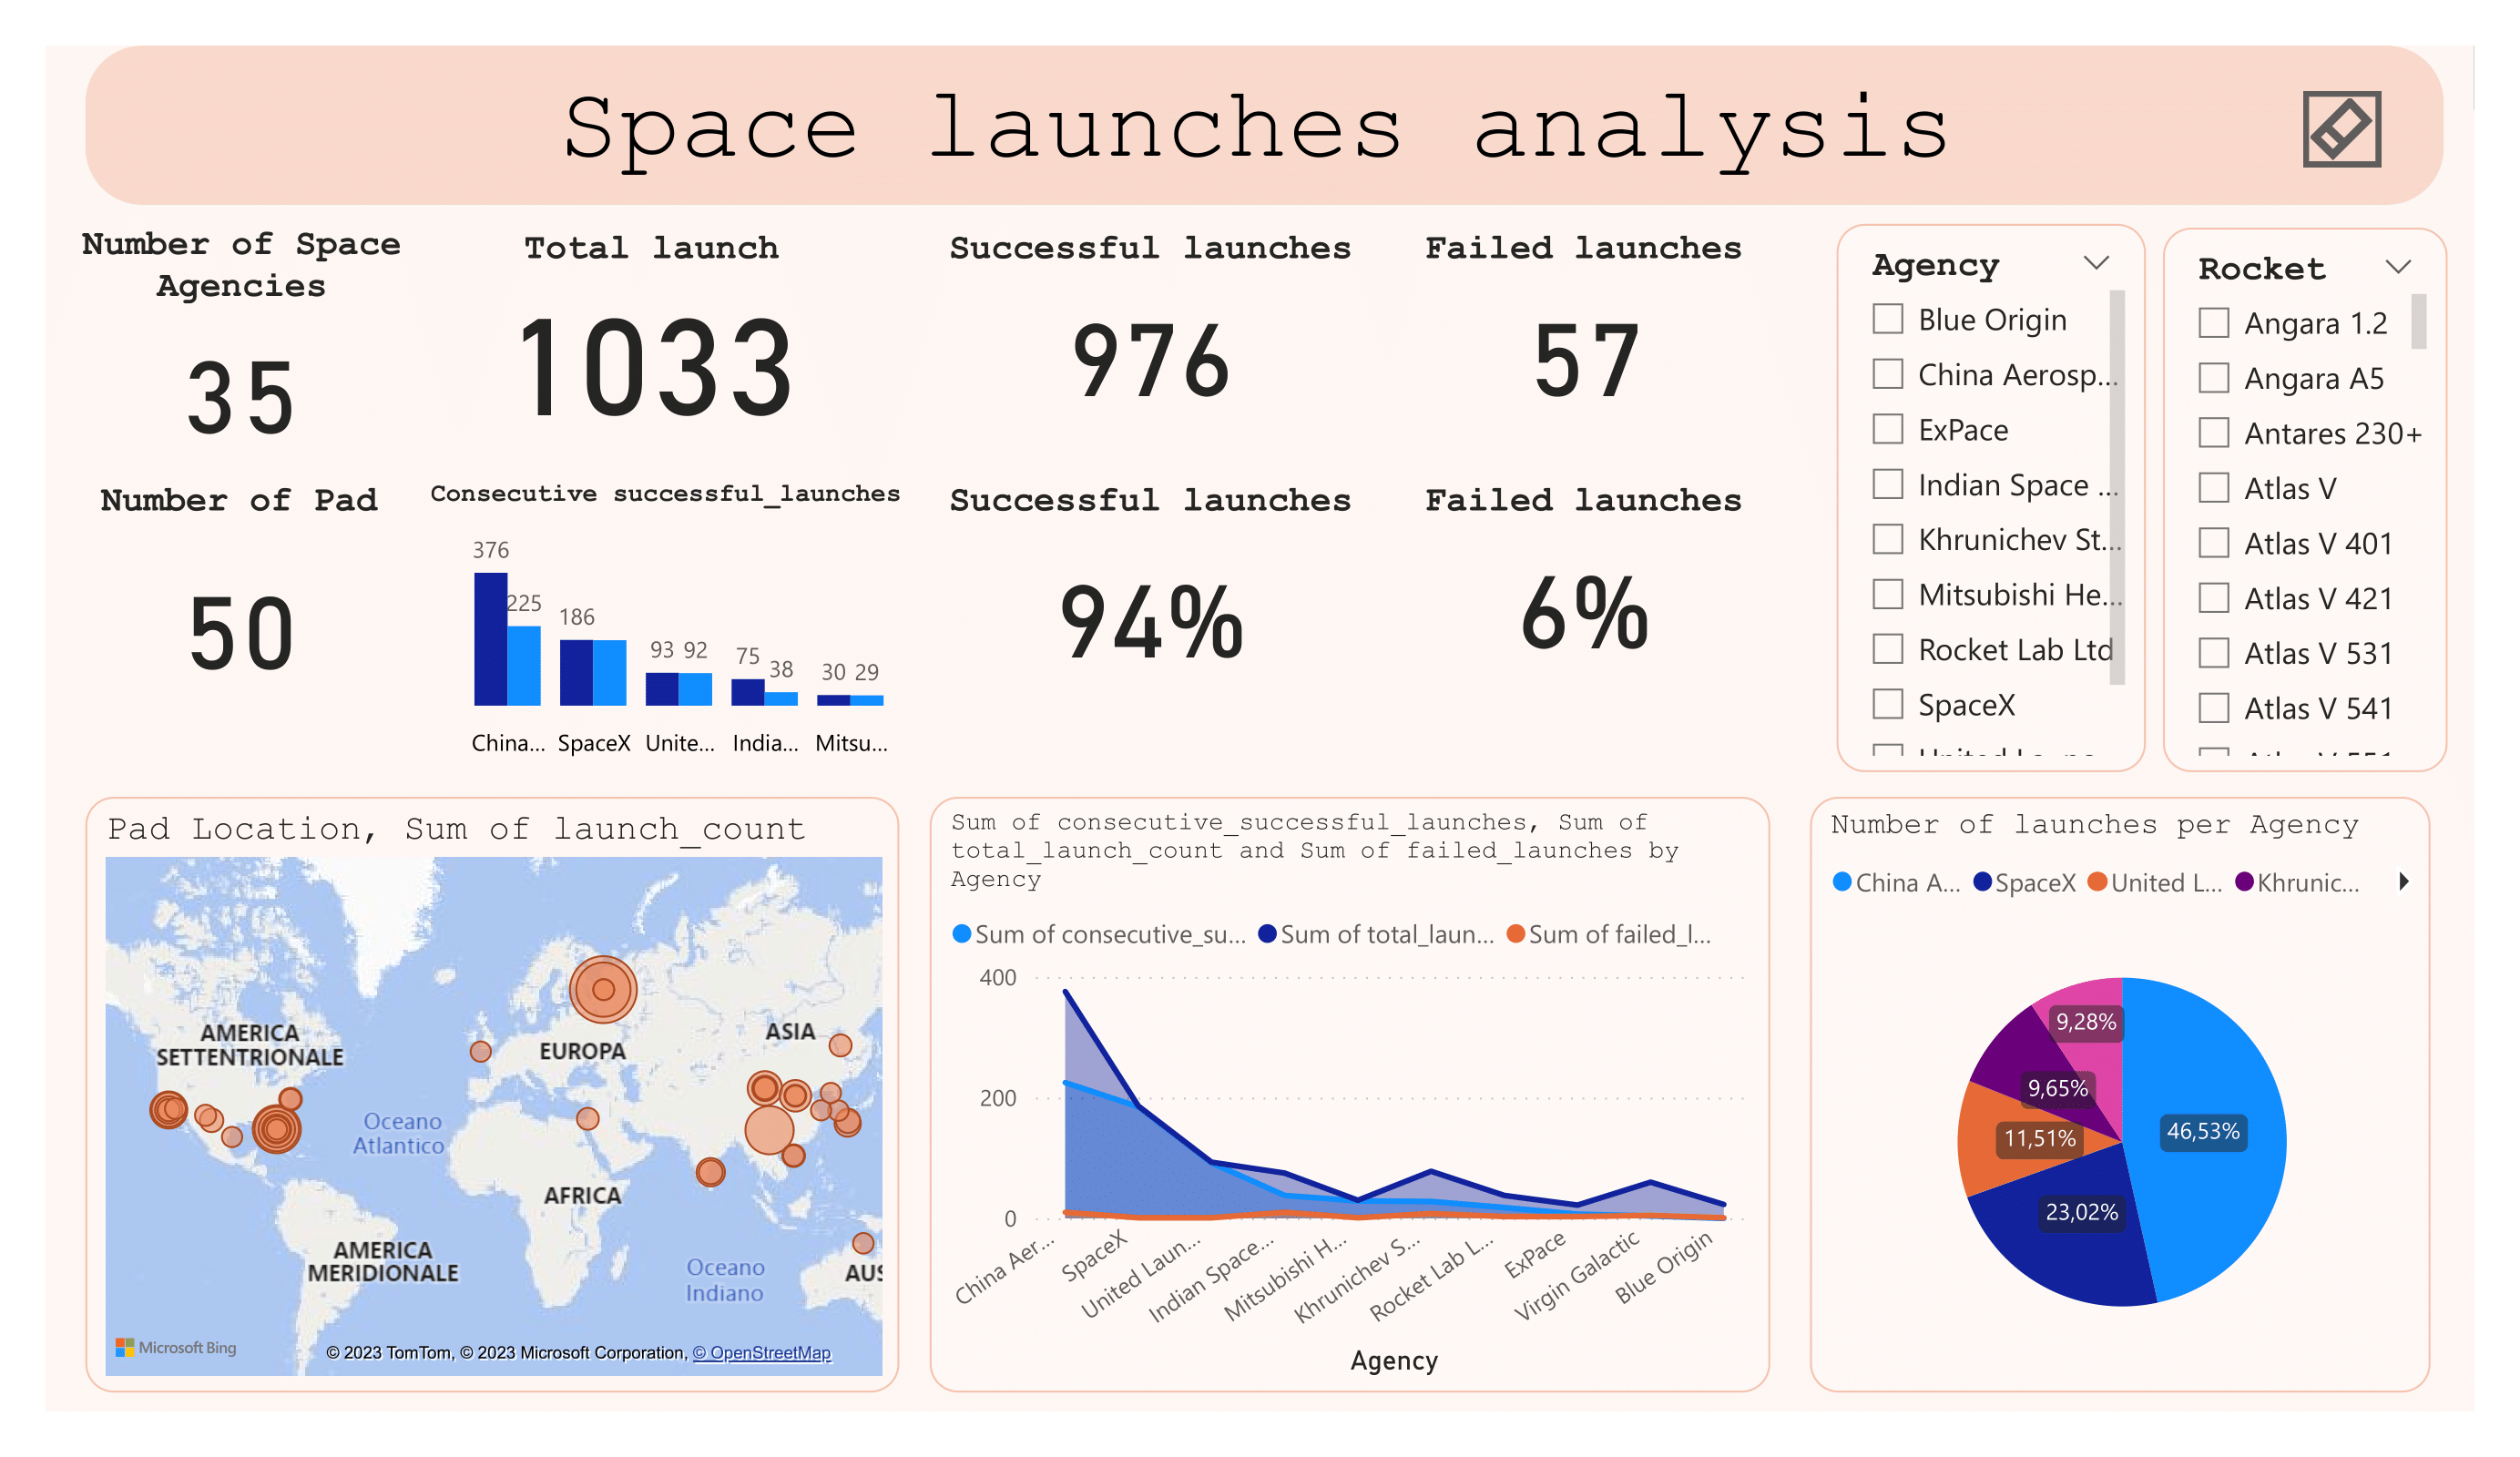 Space launches analysis
Number of Space
Agencies
35
Total launch
1033
Successful launches
976
Failed launches
57
Number of Pad
50
Consecutive successful_launches
376
225
186
93
92
75
38
30
29
China...
SpaceX
Unite...
India...
Mitsu...
Successful launches
94%
Failed launches
6%
Agency
Blue Origin
China Aerosp...
ExPace
Indian Space ...
Khrunichev St...
Mitsubishi He...
Rocket Lab Ltd
SpaceX
Rocket
Angara 1.2
Angara A5
Antares 230+
Atlas V
Atlas V 401
Atlas V 421
Atlas V 531
Atlas V 541
Pad Location, Sum of launch_count
AMERICA
SETTENTRIONALE
EUROPA
ASIA
Oceano
Atlantico
AFRICA
AMERICA
MERIDIONALE
Oceano
Indiano
AUS
Microsoft Bing
© 2023 TomTom, © 2023 Microsoft Corporation, © OpenStreetMap
Sum of consecutive_successful_launches, Sum of
total_launch_count and Sum of failed_launches by
Agency
Sum of consecutive_su...
Sum of total_laun...
Sum of failed_l...
400
200
0
China Aer...
SpaceX
United Laun...
Indian Space...
Mitsubishi H...
Khrunichev S...
Rocket Lab L...
ExPace
Virgin Galactic
Blue Origin
Agency
Number of launches per Agency
China A...
SpaceX
United L...
Khrunic...
9,28%
9,65%
11,51%
46,53%
23,02%